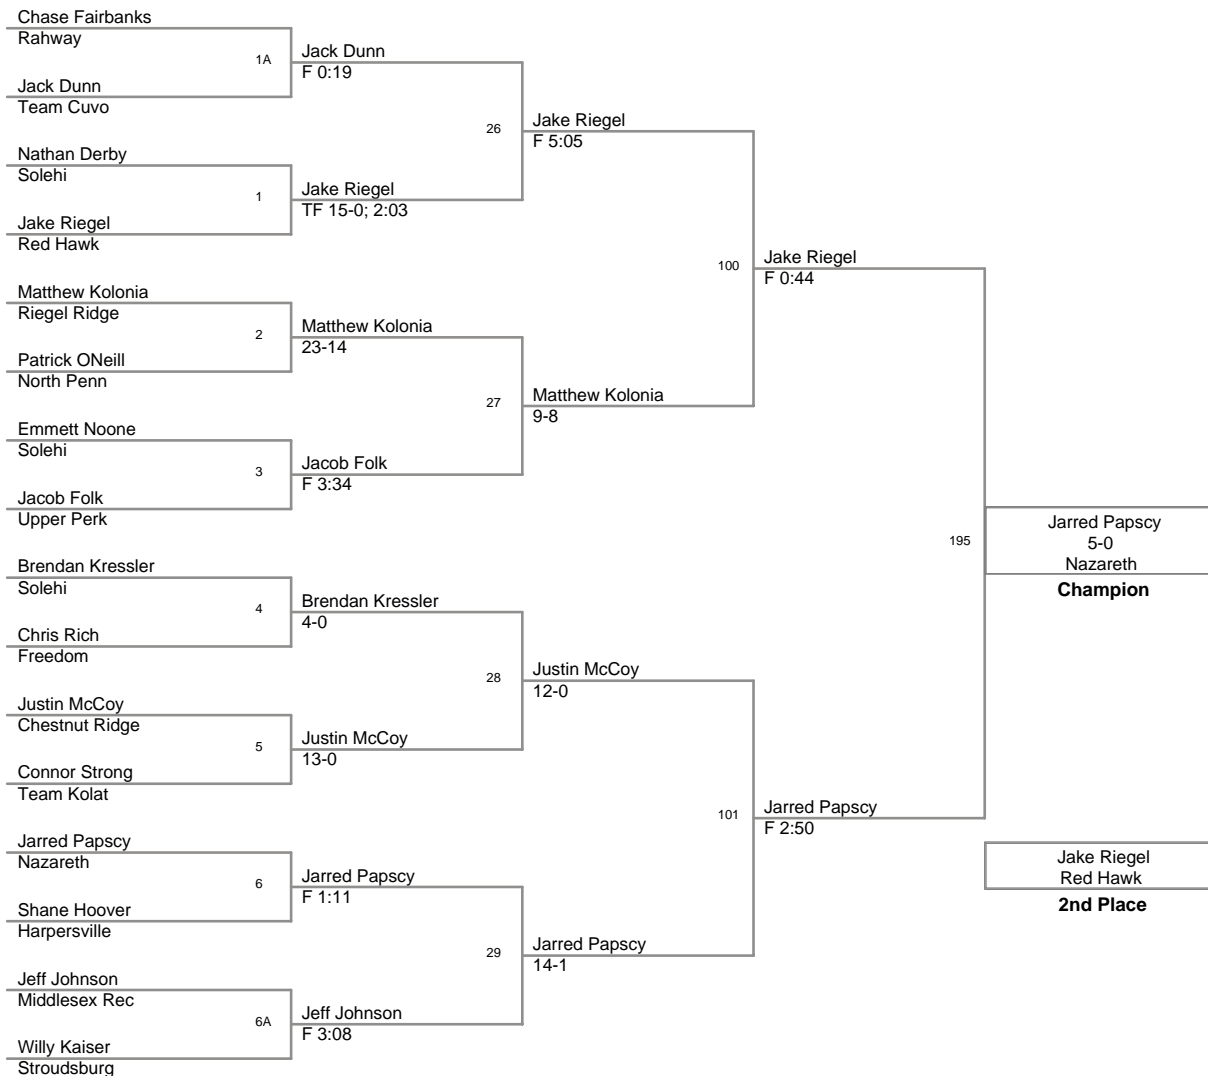 Chase Fairbanks
Rahway
1A
Jack Dunn
F 0:19
Jack Dunn
Team Cuvo
26
Jake Riegel
F 5:05
Nathan Derby
Solehi
1
Jake Riegel
TF 15-0; 2:03
Jake Riegel
Red Hawk
100
Jake Riegel
F 0:44
Matthew Kolonia
Riegel Ridge
2
Matthew Kolonia
23-14
Patrick ONeill
North Penn
27
Matthew Kolonia
9-8
Emmett Noone
Solehi
3
Jacob Folk
F 3:34
Jacob Folk
Upper Perk
195
Jarred Papscy
5-0
Nazareth
Champion
Brendan Kressler
Solehi
4
Brendan Kressler
4-0
Chris Rich
Freedom
28
Justin McCoy
12-0
Justin McCoy
Chestnut Ridge
5
Justin McCoy
13-0
Connor Strong
Team Kolat
101
Jarred Papscy
F 2:50
Jarred Papscy
Nazareth
6
Jarred Papscy
F 1:11
Shane Hoover
Harpersville
29
Jarred Papscy
14-1
Jeff Johnson
Middlesex Rec
6A
Jeff Johnson
F 3:08
Willy Kaiser
Stroudsburg
Jake Riegel
Red Hawk
2nd Place